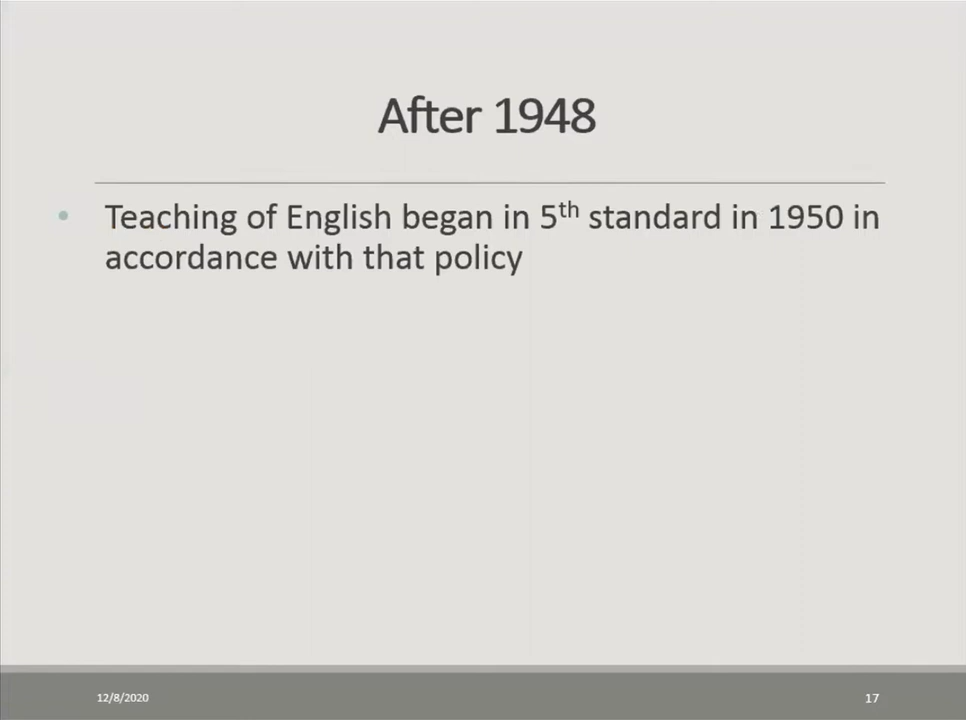 After 1948
• Teaching of English began in 5th standard in 1950 in
accordance with that policy
12/8/2020
17